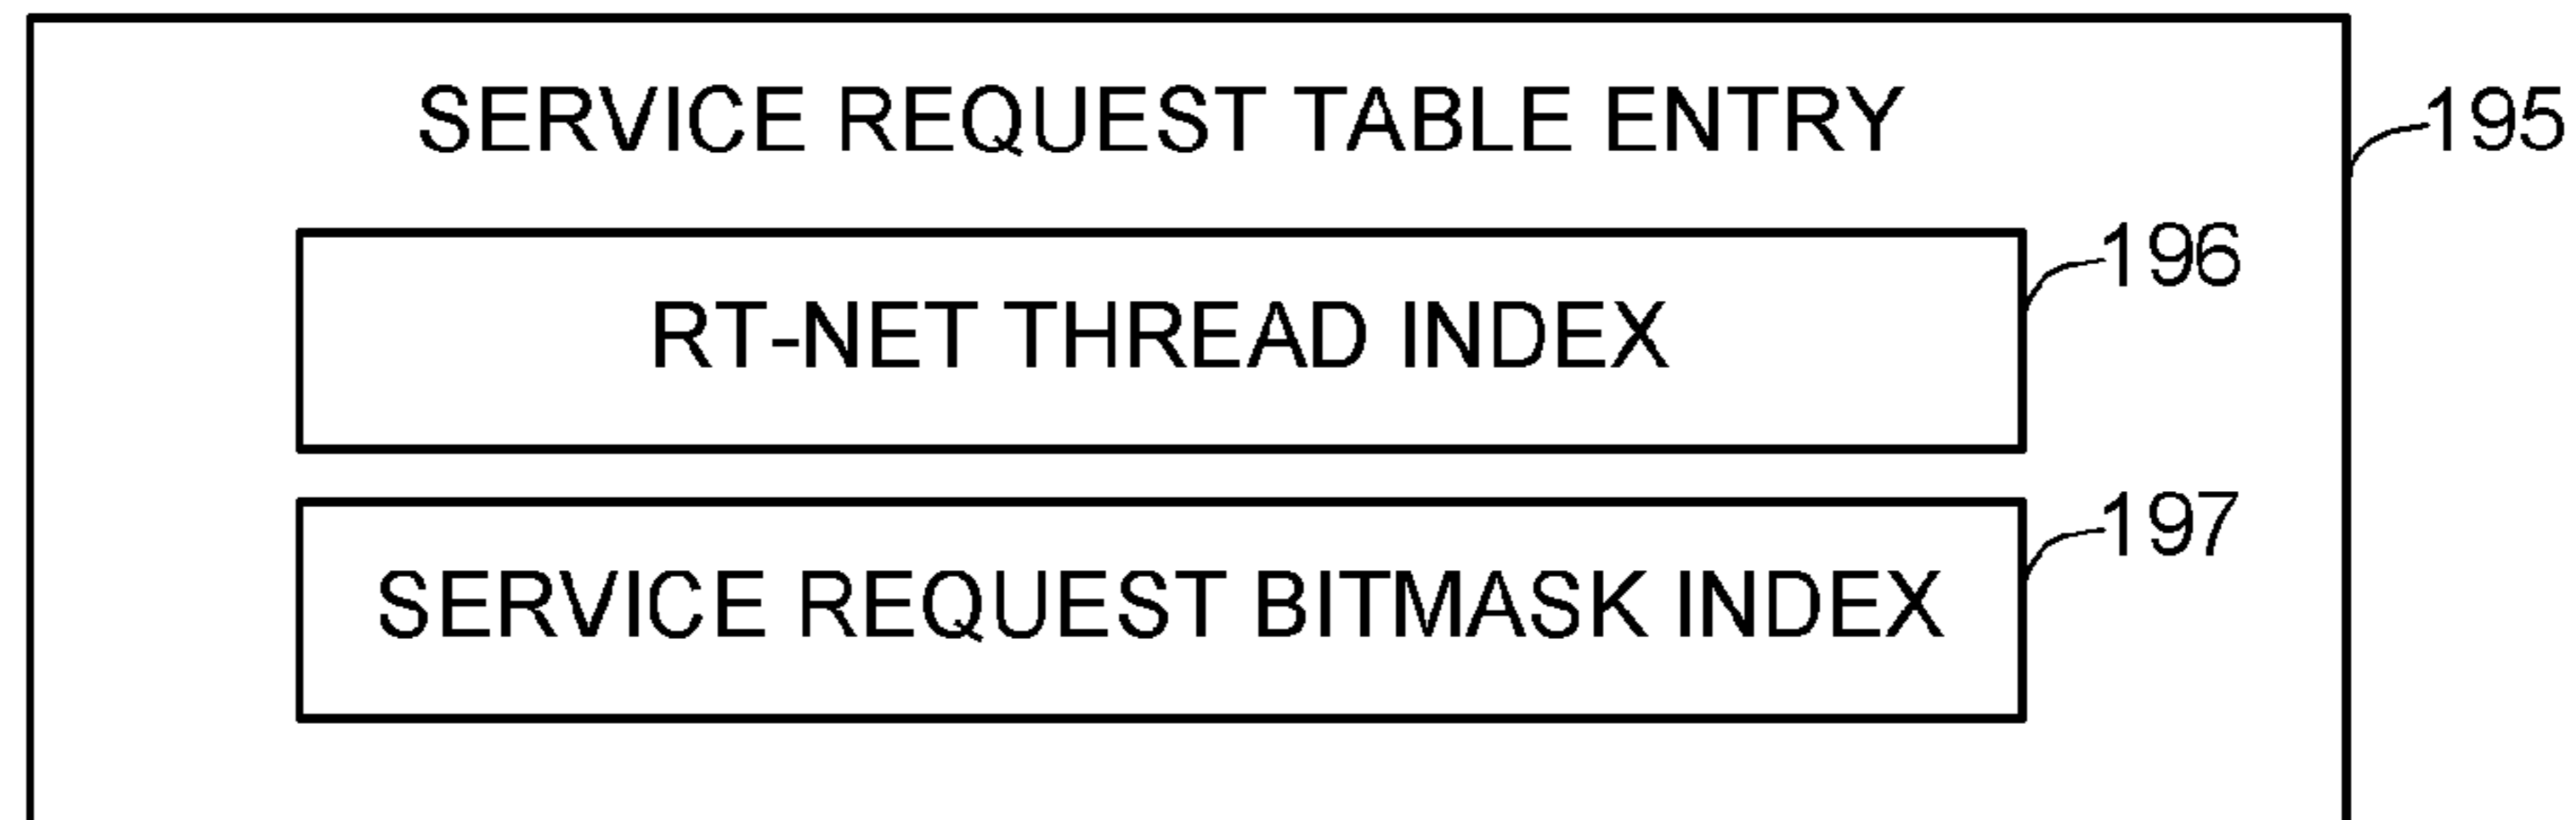 SERVICE REQUEST TABLE ENTRY
195
196
RT-NET THREAD INDEX
197
SERVICE REQUEST BITMASK INDEX